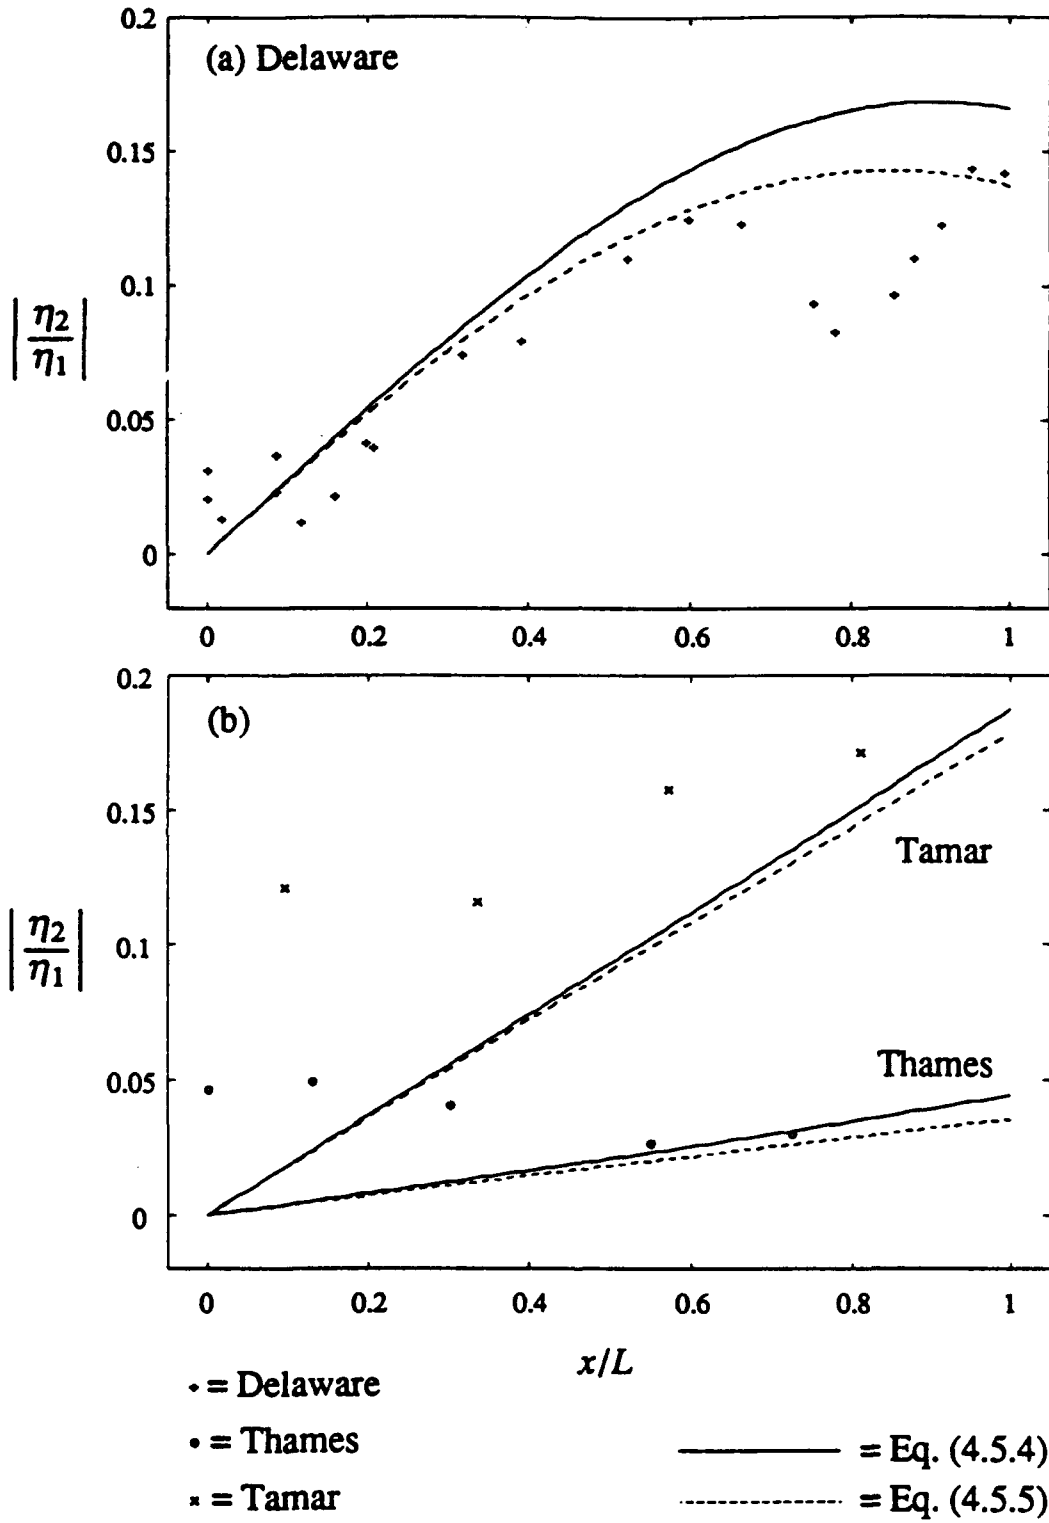 (a) Delaware
0.2
0.15
0.1
0.05
0
|η2/η1|
0 0.2 0.4 0.6 0.8 1
(b)
0.2
0.15
0.1
0.05
0
|η2/η1|
Tamar
Thames
0 0.2 0.4 0.6 0.8 1
x/L
= Delaware
= Thames
= Tamar
= Eq. (4.5.4)
= Eq. (4.5.5)